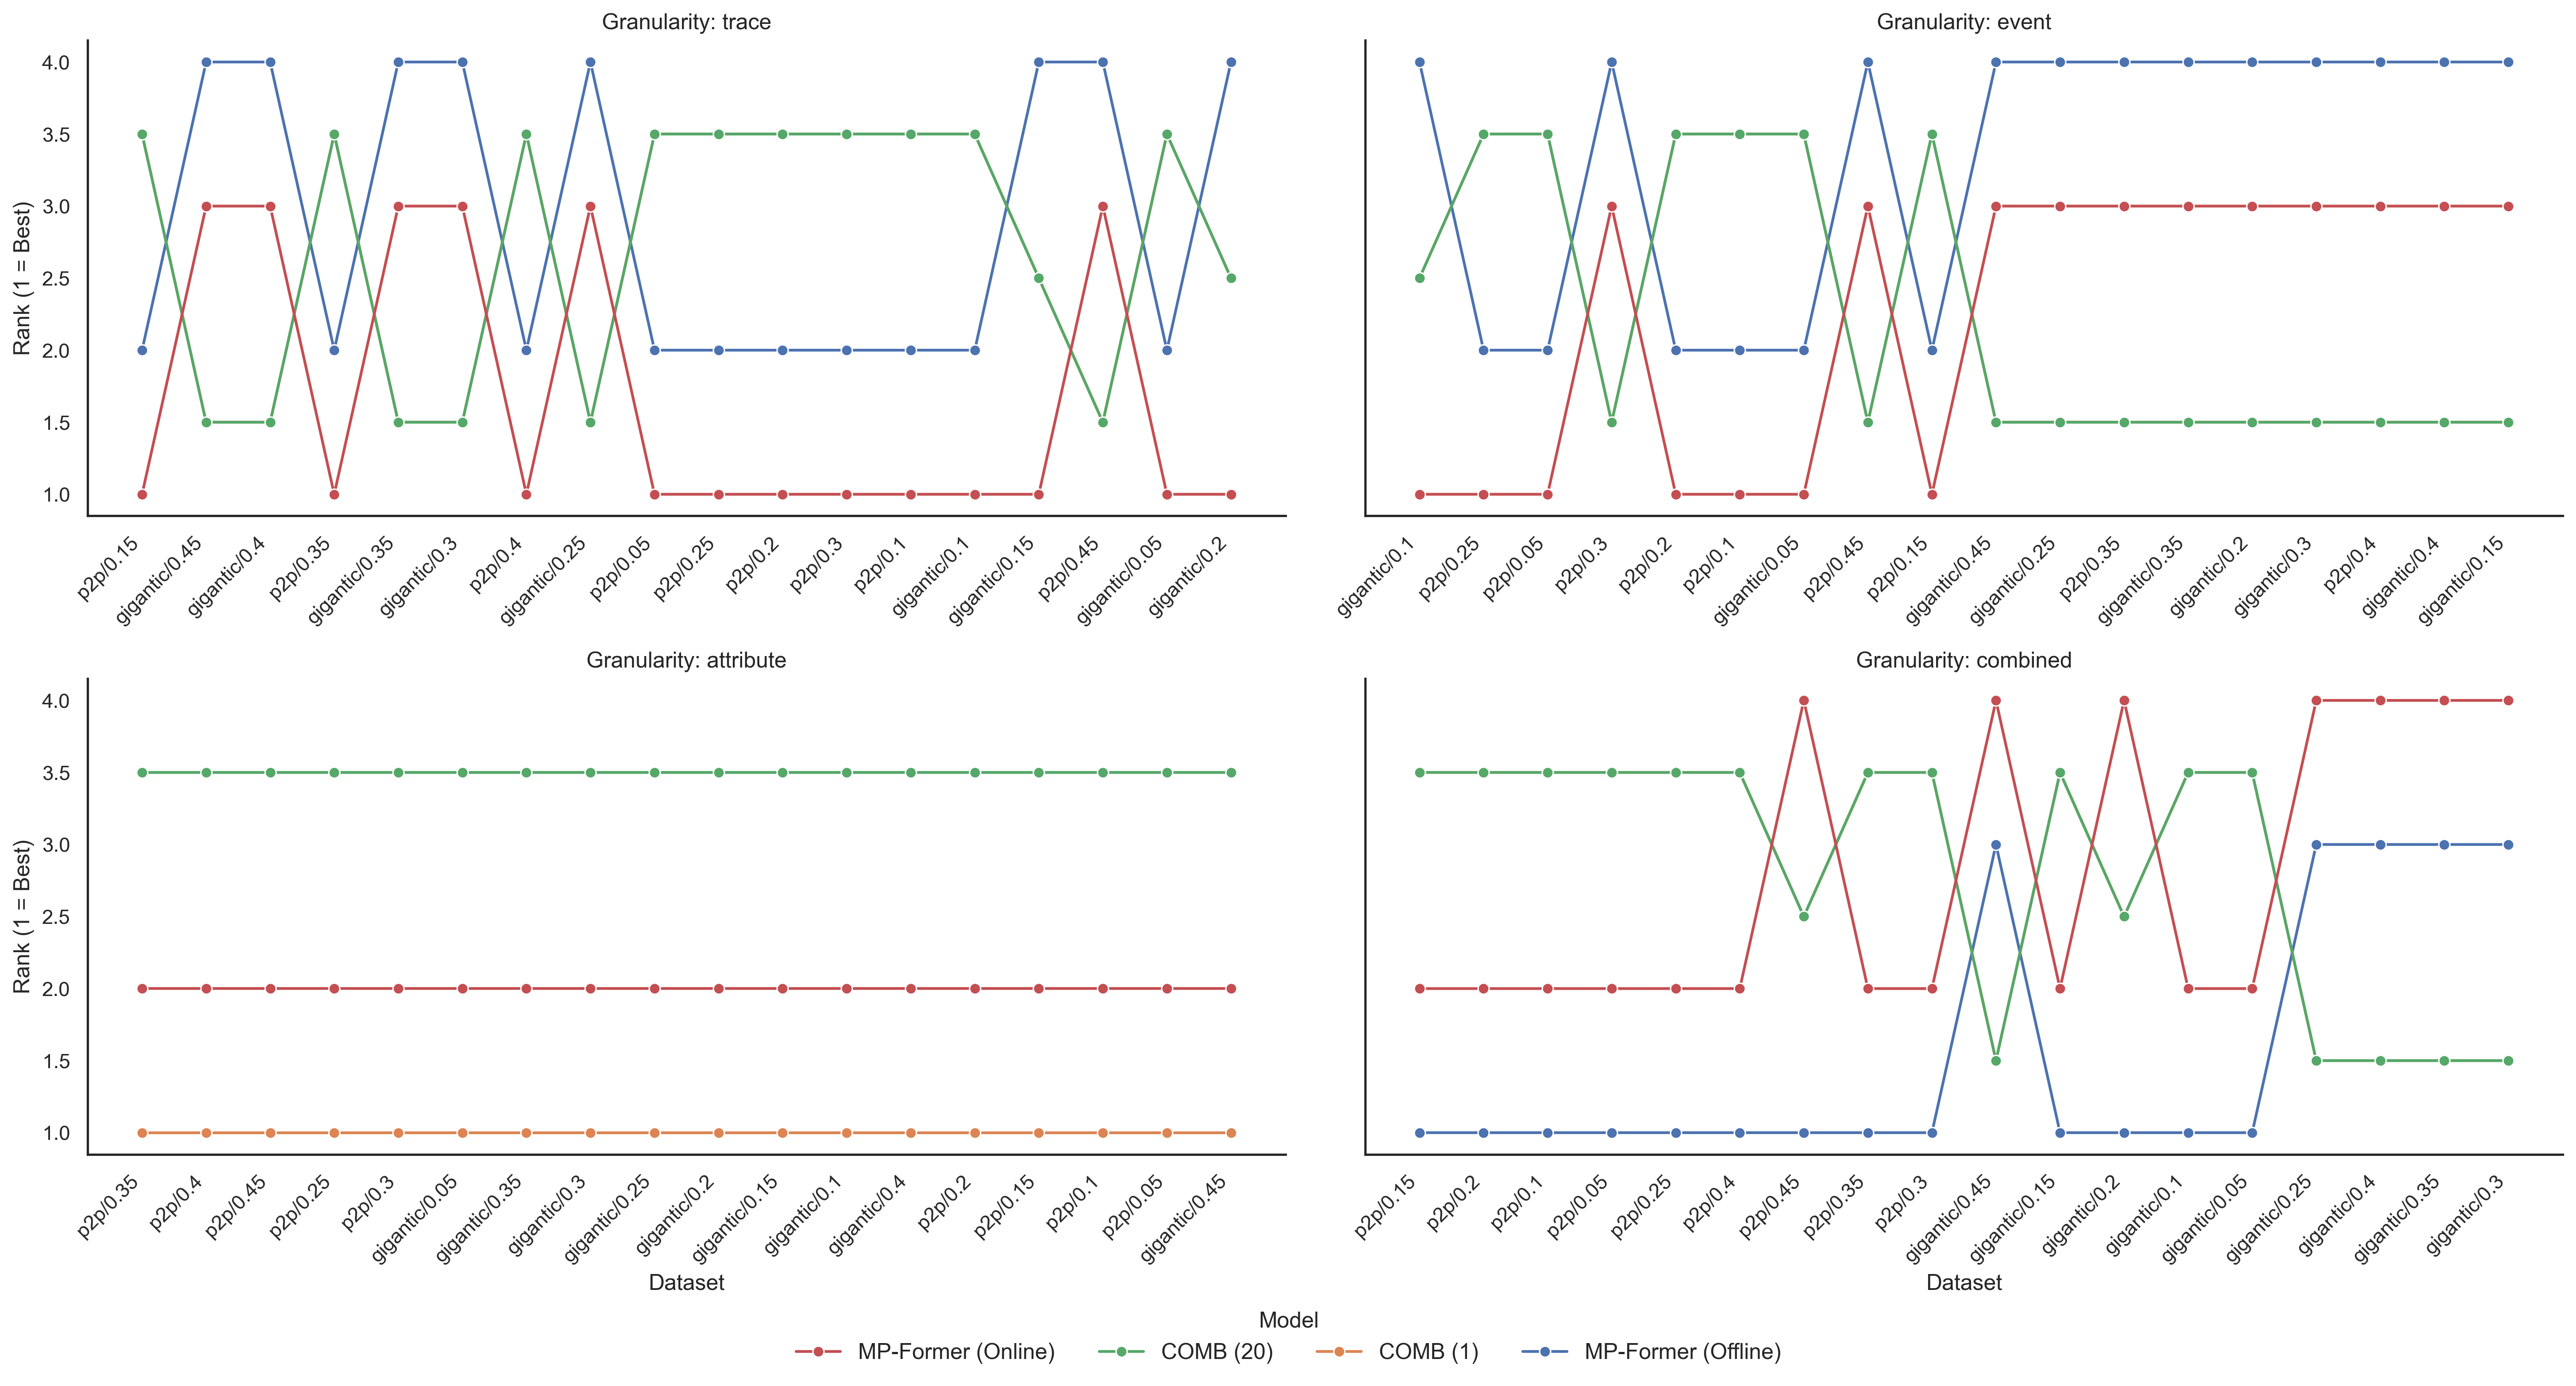 Granularity: trace
Rank (1 = Best)
4.0
3.5
3.0
2.5
2.0
1.5
1.0
p2p/0.15
gigantic/0.45
gigantic/0.4
p2p/0.35
gigantic/0.35
gigantic/0.3
p2p/0.4
gigantic/0.25
p2p/0.05
p2p/0.25
p2p/0.2
p2p/0.3
p2p/0.1
gigantic/0.1
gigantic/0.15
p2p/0.45
gigantic/0.05
gigantic/0.2
Granularity: event
gigantic/0.1
p2p/0.25
p2p/0.05
p2p/0.3
p2p/0.2
p2p/0.1
gigantic/0.05
p2p/0.45
p2p/0.15
gigantic/0.45
gigantic/0.25
p2p/0.35
gigantic/0.35
gigantic/0.2
gigantic/0.3
p2p/0.4
gigantic/0.4
gigantic/0.15
Granularity: attribute
Rank (1 = Best)
4.0
3.5
3.0
2.5
2.0
1.5
1.0
p2p/0.35
p2p/0.4
p2p/0.45
p2p/0.25
p2p/0.3
gigantic/0.05
gigantic/0.35
gigantic/0.3
gigantic/0.25
gigantic/0.2
gigantic/0.15
gigantic/0.1
gigantic/0.4
p2p/0.2
p2p/0.15
p2p/0.1
p2p/0.05
gigantic/0.45
Dataset
Granularity: combined
p2p/0.15
p2p/0.2
p2p/0.1
p2p/0.05
p2p/0.25
p2p/0.4
p2p/0.45
p2p/0.35
p2p/0.3
gigantic/0.45
gigantic/0.15
gigantic/0.2
gigantic/0.1
gigantic/0.05
gigantic/0.25
gigantic/0.4
gigantic/0.35
gigantic/0.3
Dataset
Model
MP-Former (Online)
COMB (20)
COMB (1)
MP-Former (Offline)